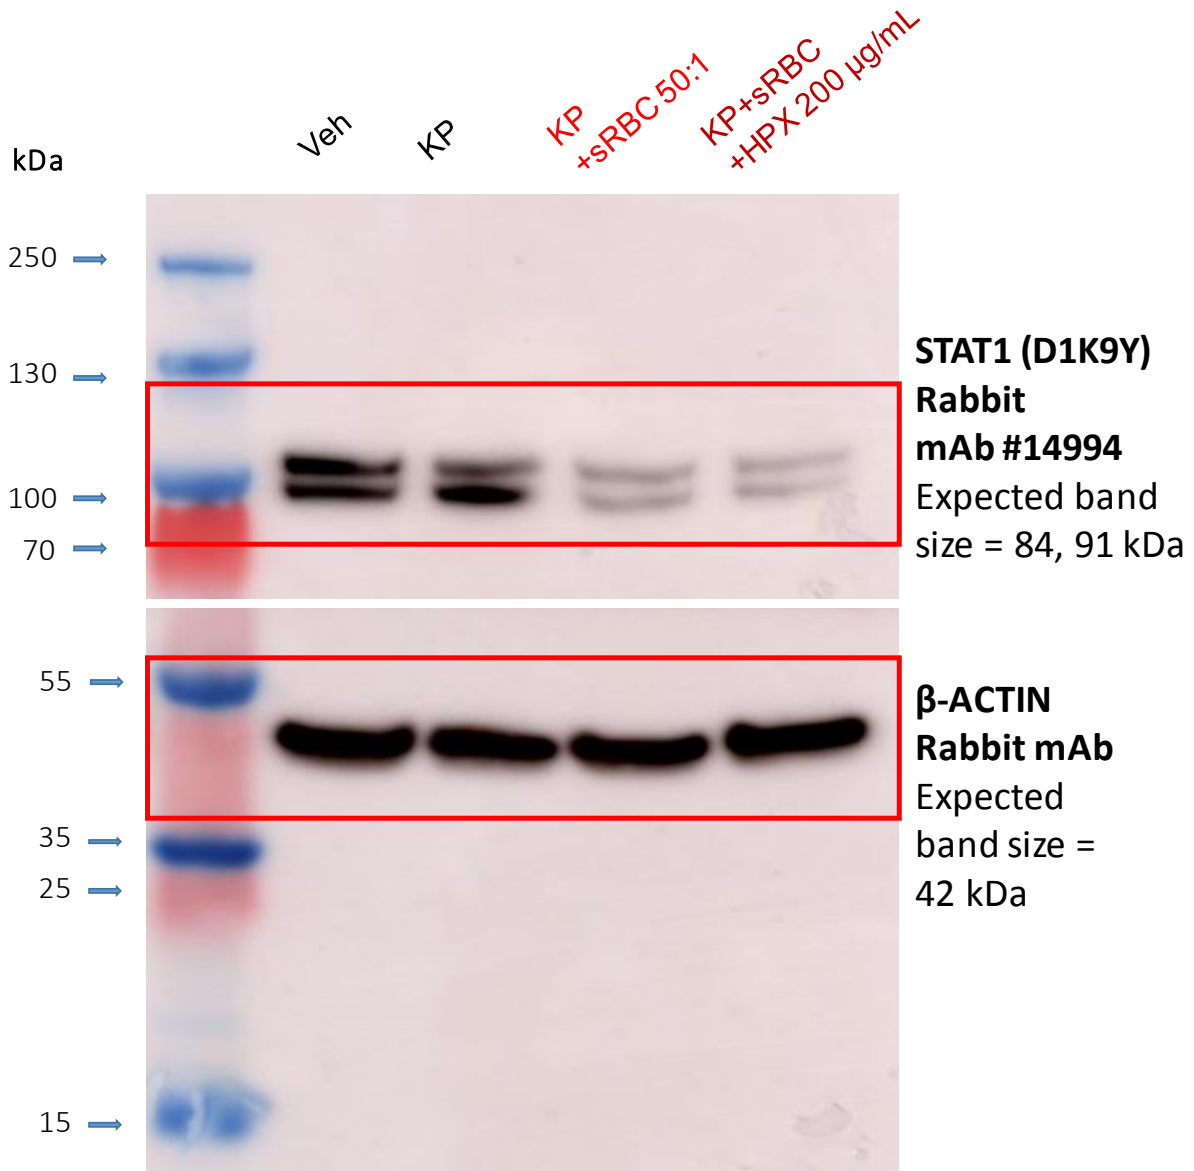 Veh
KP
KP
+sRBC 50:1
KP+sRBC
+HPX 200 µg/mL
kDa
250
130
100
70
STAT1 (D1K9Y)
Rabbit
mAb #14994
Expected band
size = 84, 91 kDa
55
35
25
15
β-ACTIN
Rabbit mAb
Expected
band size =
42 kDa